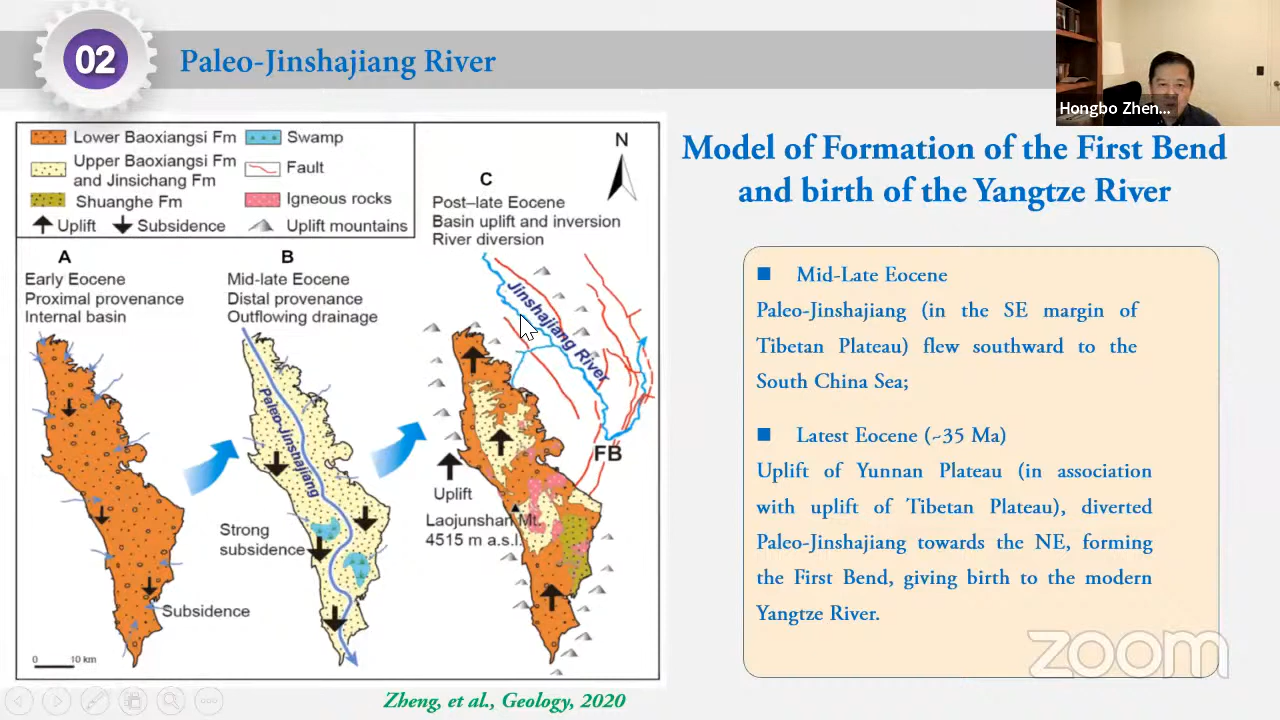 02
Paleo-Jinshajiang River
Hongbo Zhen...
Model of Formation of the First Bend
and birth of the Yangtze River
Lower Baoxiangsi Fm
Swamp
Upper Baoxiangsi Fm
and Jinsichang Fm
Fault
Shuanghe Fm
Igneous rocks
Uplift
Subsidence
Uplift mountains
N
A
Early Eocene
Proximal provenance
Internal basin
Subsidence
0 10 km
B
Mid-late Eocene
Distal provenance
Outflowing drainage
Paleo-Jinshajiang
Strong
subsidence
C
Post–late Eocene
Basin uplift and inversion
River diversion
Jinshajiang River
FB
Uplift
Laojunshan Mt.
4515 m a.s.l.
Zheng, et al., Geology, 2020
Mid-Late Eocene
Paleo-Jinshajiang (in the SE margin of
Tibetan Plateau) flew southward to the
South China Sea;
Latest Eocene (~35 Ma)
Uplift of Yunnan Plateau (in association
with uplift of Tibetan Plateau), diverted
Paleo-Jinshajiang towards the NE, forming
the First Bend, giving birth to the modern
Yangtze River.
zoom